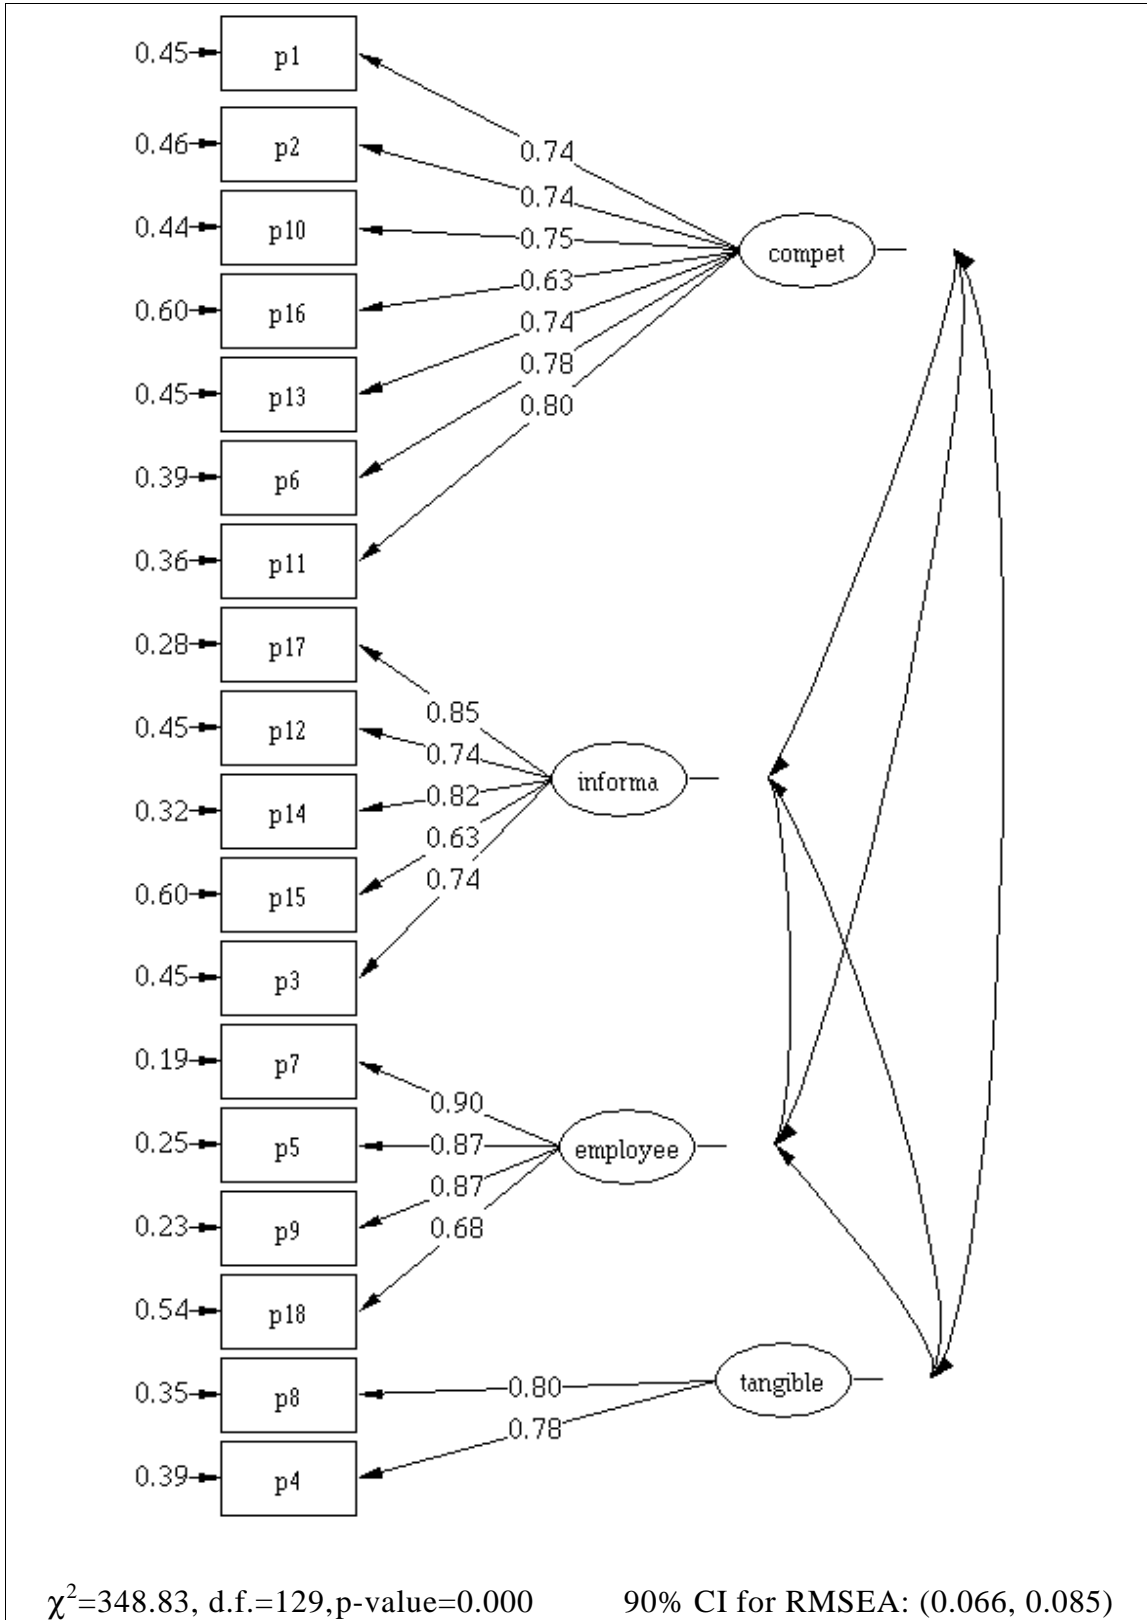 0.45 p1
0.74
0.46 p2
0.74
0.44 p10 0.75 compet
0.63
0.60 p16
0.74
0.45 p13 0.78
0.80
0.39 p6
0.36 p11
0.28 p17
0.85
0.45 p12
0.74
informa
0.82
0.32 p14
0.63
0.74
0.60 p15
0.45 p3
0.19 p7
0.90
0.25 p5 0.87 employee
0.87
0.23 p9 0.68
0.54 p18
0.35 p8 0.80 tangible
0.78
0.39 p4
χ²=348.83, d.f.=129,p-value=0.000 90% CI for RMSEA: (0.066, 0.085)